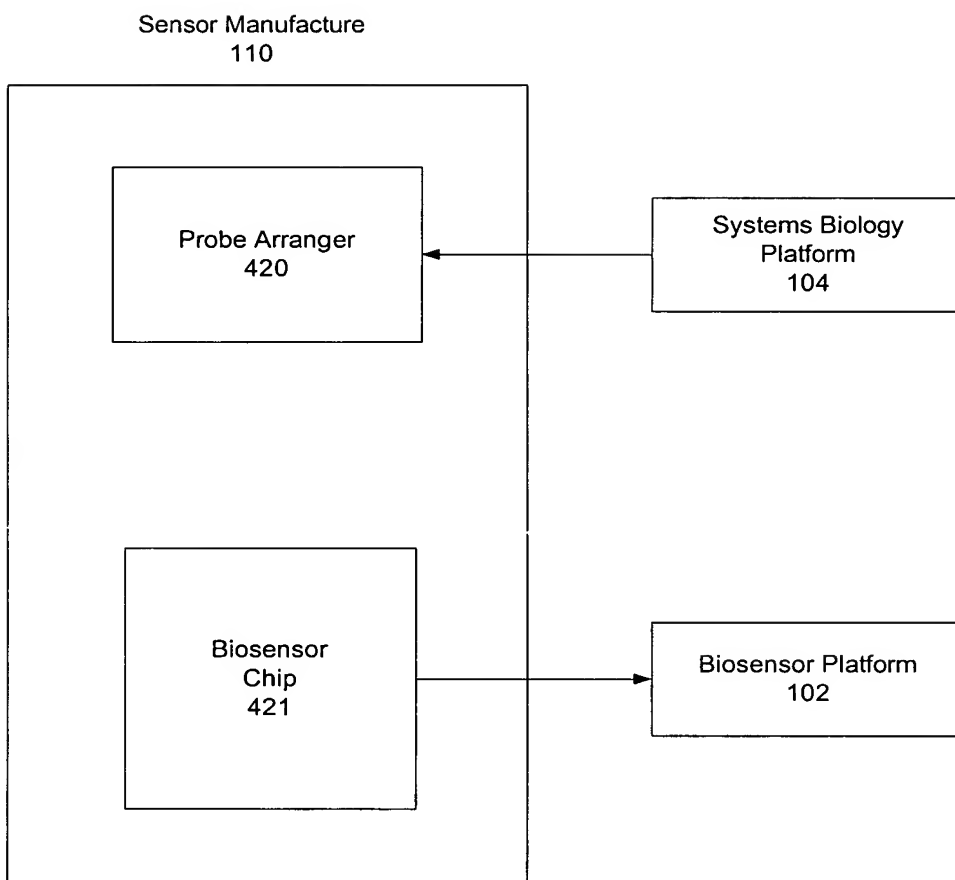 Sensor Manufacture
110
Probe Arranger
420
Systems Biology
Platform
104
Biosensor
Chip
421
Biosensor Platform
102